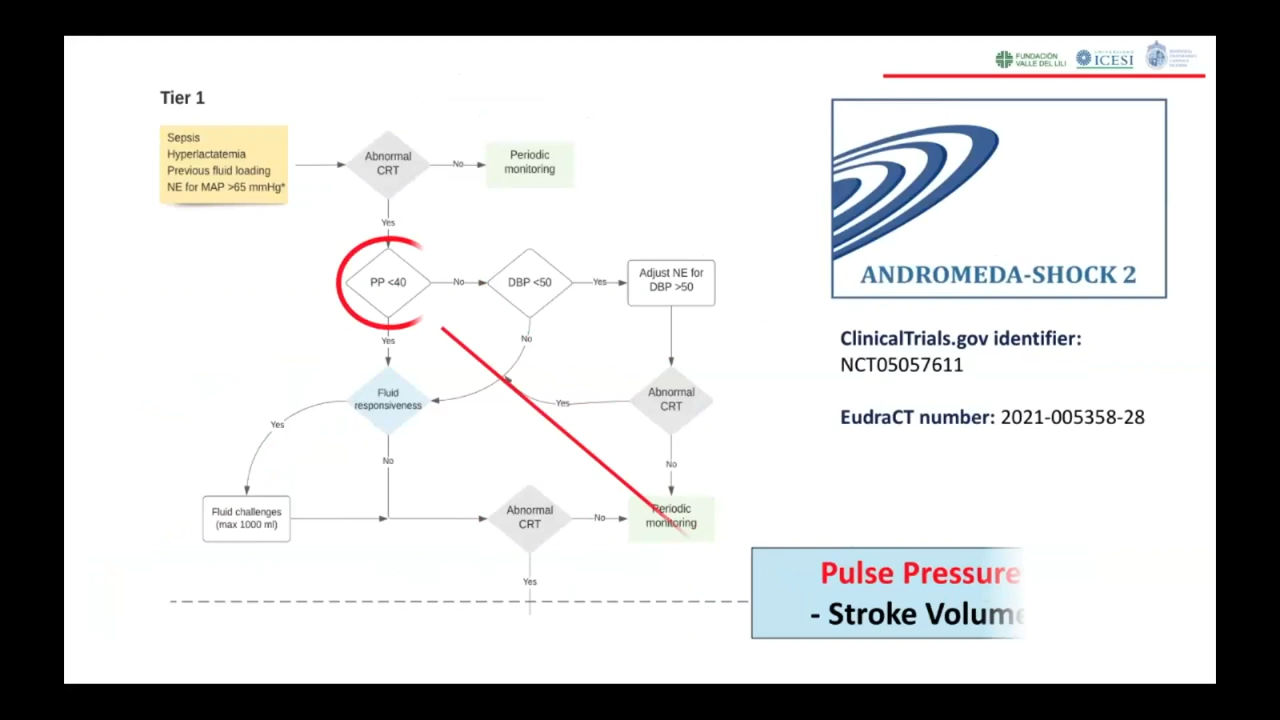 FUNDACIÓN
VALLE DEL LILI
UNIVERSIDAD
ICESI
Tier 1
Sepsis
Hyperlactatemia
Previous fluid loading
NE for MAP >65 mmHg*
Abnormal
CRT
No
Periodic
monitoring
Yes
PP <40
No
DBP <50
Yes
Adjust NE for
DBP >50
Yes
No
Fluid
responsiveness
Yes
Abnormal
CRT
Yes
No
No
Fluid challenges
(max 1000 ml)
Abnormal
CRT
No
Periodic
monitoring
Yes
ANDROMEDA-SHOCK 2
ClinicalTrials.gov identifier:
NCT05057611
EudraCT number: 2021-005358-28
Pulse Pressure
- Stroke Volume